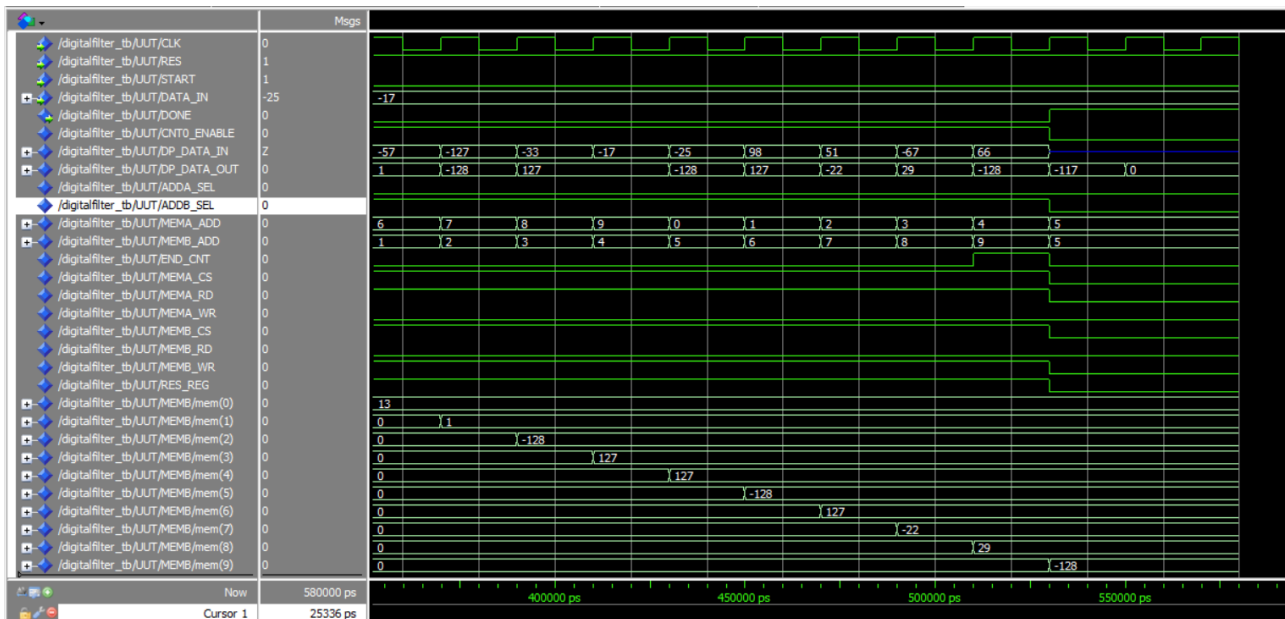 Msgs
/digitalfilter_tb/UUT/CLK 0
/digitalfilter_tb/UUT/RES 1
/digitalfilter_tb/UUT/START 1
/digitalfilter_tb/UUT/DATA_IN -25 -17
/digitalfilter_tb/UUT/DONE 0
/digitalfilter_tb/UUT/CNT0_ENABLE 0
/digitalfilter_tb/UUT/DP_DATA_IN Z -57 -127 -33 -17 -25 98 51 -67 66
/digitalfilter_tb/UUT/DP_DATA_OUT 0 1 -128 127 -128 127 -22 29 -128 -117 0
/digitalfilter_tb/UUT/ADDA_SEL 0
/digitalfilter_tb/UUT/ADDB_SEL 0
/digitalfilter_tb/UUT/MEMA_ADD 0 6 7 8 9 0 1 2 3 4 5
/digitalfilter_tb/UUT/MEMB_ADD 0 1 2 3 4 5 6 7 8 9 5
/digitalfilter_tb/UUT/END_CNT 0
/digitalfilter_tb/UUT/MEMA_CS 0
/digitalfilter_tb/UUT/MEMA_RD 0
/digitalfilter_tb/UUT/MEMA_WR 0
/digitalfilter_tb/UUT/MEMB_CS 0
/digitalfilter_tb/UUT/MEMB_RD 0
/digitalfilter_tb/UUT/MEMB_WR 0
/digitalfilter_tb/UUT/RES_REG 0
/digitalfilter_tb/UUT/MEMB/mem(0) 0 13
/digitalfilter_tb/UUT/MEMB/mem(1) 0 0 1
/digitalfilter_tb/UUT/MEMB/mem(2) 0 0 -128
/digitalfilter_tb/UUT/MEMB/mem(3) 0 0 127
/digitalfilter_tb/UUT/MEMB/mem(4) 0 0 127
/digitalfilter_tb/UUT/MEMB/mem(5) 0 0 -128
/digitalfilter_tb/UUT/MEMB/mem(6) 0 0 127
/digitalfilter_tb/UUT/MEMB/mem(7) 0 0 -22
/digitalfilter_tb/UUT/MEMB/mem(8) 0 0 29
/digitalfilter_tb/UUT/MEMB/mem(9) 0 0 -128
Now 580000 ps 400000 ps 450000 ps 500000 ps 550000 ps
Cursor 1 25336 ps